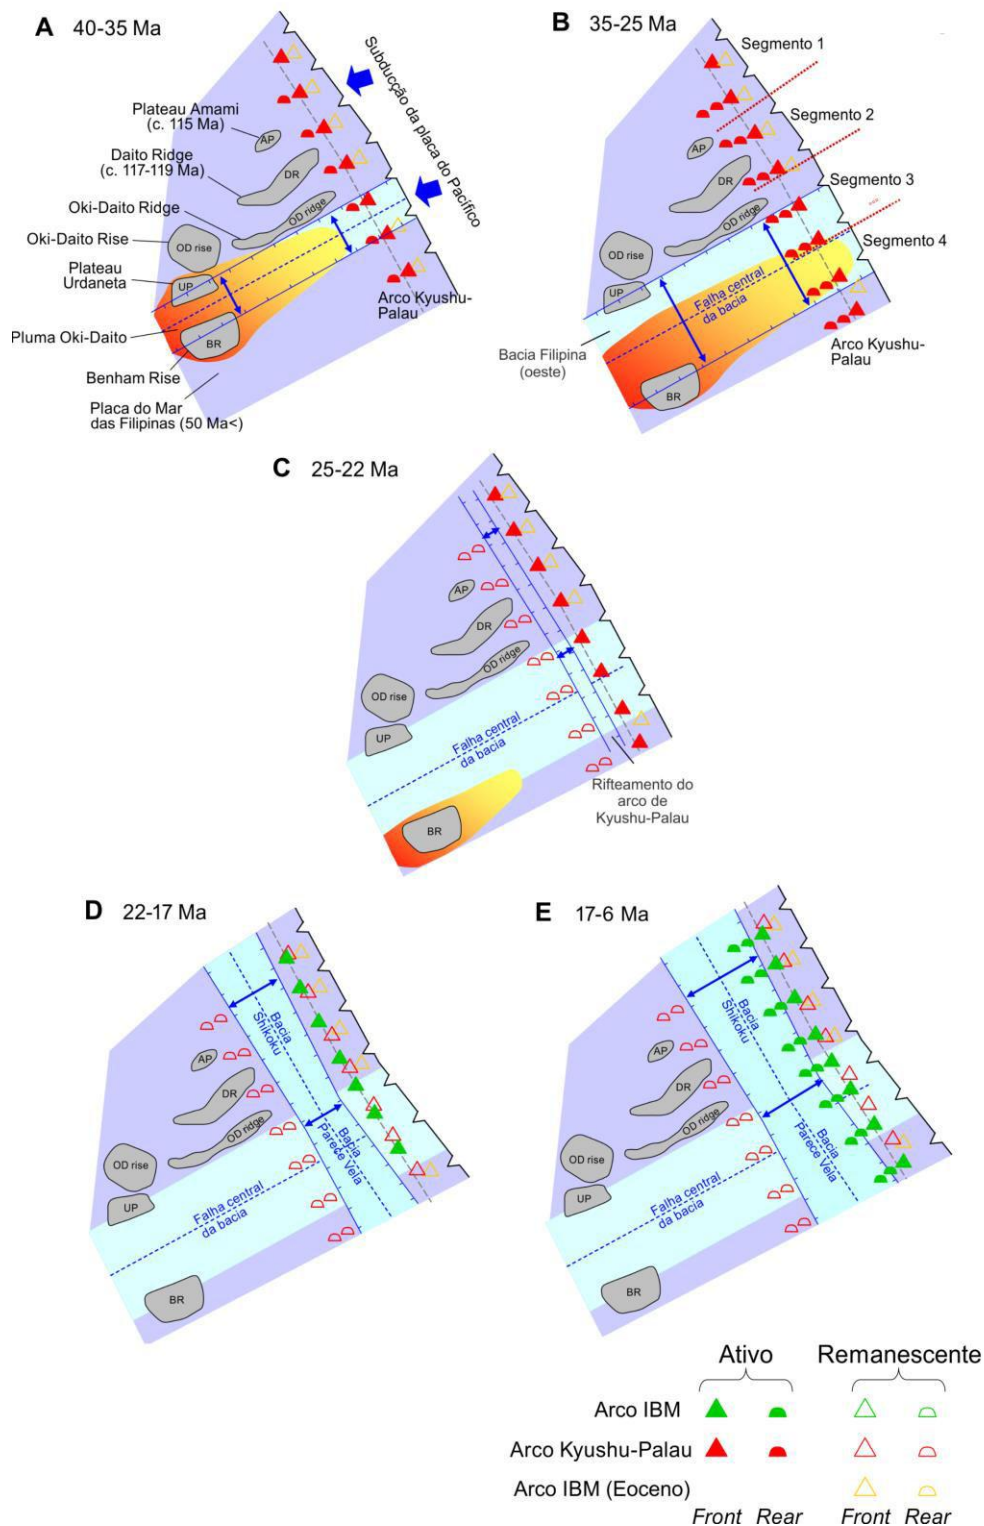 A 40-35 Ma
Subducção da placa do Pacífico
Plateau Amami
(c. 115 Ma)
AP
Daito Ridge
(c. 117-119 Ma)
DR
Oki-Daito Ridge
OD ridge
Oki-Daito Rise
OD rise
Plateau
Urdaneta
UP
Arco Kyushu-
Palau
Pluma Oki-Daito
BR
Benham Rise
Placa do Mar
das Filipinas (50 Ma<)
B 35-25 Ma
Segmento 1
Segmento 2
AP
DR
Segmento 3
OD ridge
Segmento 4
OD rise
UP
Falha central
da bacia
Bacia Filipina
(oeste)
Arco Kyushu-
Palau
BR
C 25-22 Ma
AP
DR
OD ridge
OD rise
UP
Falha central
da bacia
Rifteamento do
arco de
Kyushu-Palau
BR
D 22-17 Ma
Bacia
Shikoku
AP
DR
OD ridge
Bacia
Parece Vela
OD rise
UP
Falha central
da bacia
BR
E 17-6 Ma
Bacia
Shikoku
AP
DR
OD ridge
Bacia
Parece Vela
OD rise
UP
Falha central
da bacia
BR
Ativo Remanescente
Arco IBM
Arco Kyushu-Palau
Arco IBM (Eoceno)
Front Rear Front Rear